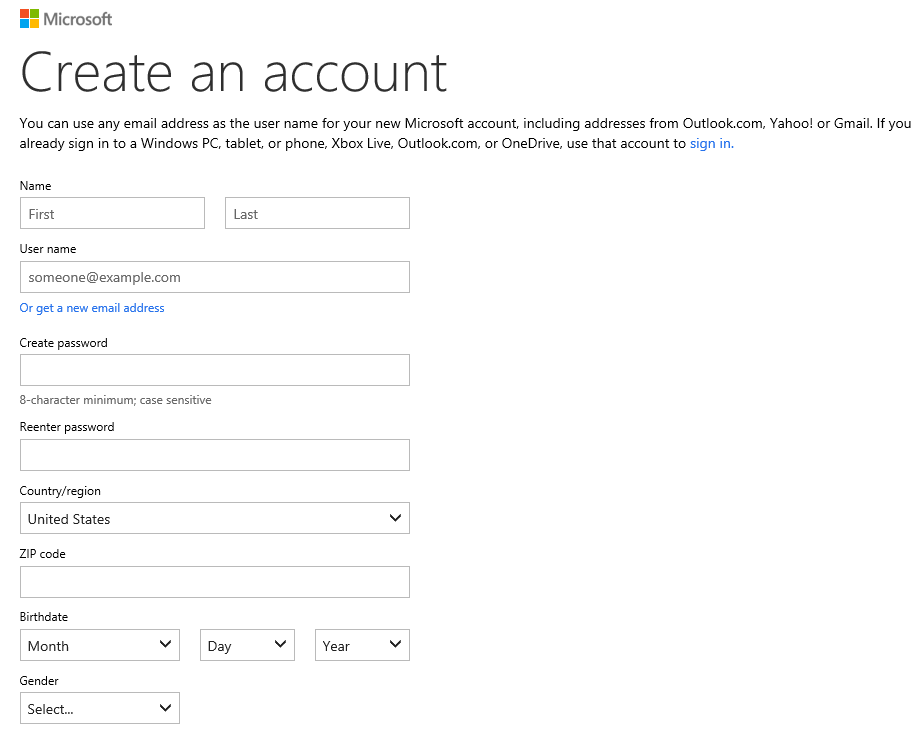 Microsoft
Create an account
You can use any email address as the user name for your new Microsoft account, including addresses from Outlook.com, Yahoo! or Gmail. If you
already sign in to a Windows PC, tablet, or phone, Xbox Live, Outlook.com, or OneDrive, use that account to sign in.
Name
First Last
User name
someone@example.com
Or get a new email address
Create password
8-character minimum; case sensitive
Reenter password
Country/region
United States
ZIP code
Birthdate
Month Day Year
Gender
Select...